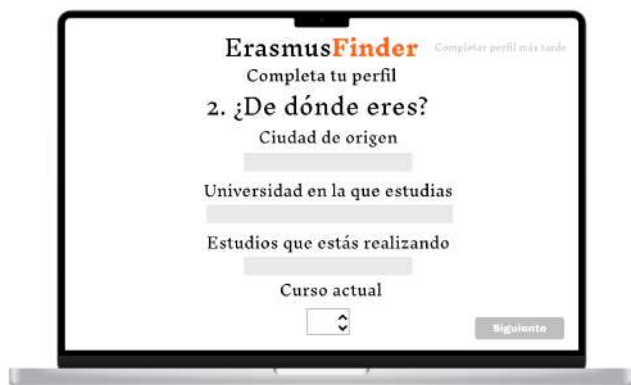 ErasmusFinder
Completar perfil más tarde
Completa tu perfil
2. ¿De dónde eres?
Ciudad de origen
Universidad en la que estudias
Estudios que estás realizando
Curso actual
Siguiente